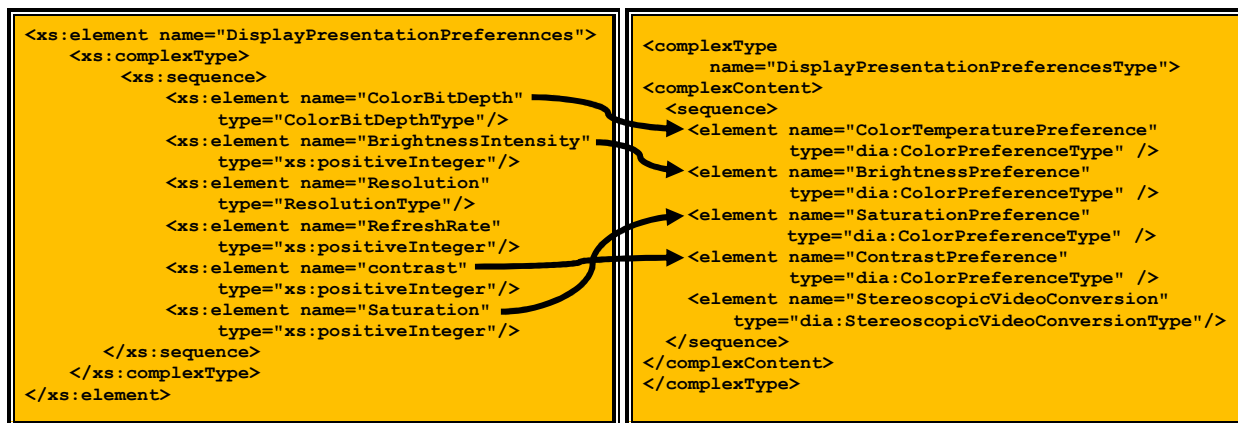 <xs:element name="DisplayPresentationPreferennces">
<xs:complexType>
<xs:sequence>
<xs:element name="ColorBitDepth"
type="ColorBitDepthType"/>
<xs:element name="BrightnessIntensity"
type="xs:positiveInteger"/>
<xs:element name="Resolution"
type="ResolutionType"/>
<xs:element name="RefreshRate"
type="xs:positiveInteger"/>
<xs:element name="contrast"
type="xs:positiveInteger"/>
<xs:element name="Saturation"
type="xs:positiveInteger"/>
</xs:sequence>
</xs:complexType>
</xs:element>
<complexType
name="DisplayPresentationPreferencesType">
<complexContent>
<sequence>
<element name="ColorTemperaturePreference"
type="dia:ColorPreferenceType" />
<element name="BrightnessPreference"
type="dia:ColorPreferenceType" />
<element name="SaturationPreference"
type="dia:ColorPreferenceType" />
<element name="ContrastPreference"
type="dia:ColorPreferenceType" />
<element name="StereoscopicVideoConversion"
type="dia:StereoscopicVideoConversionType"/>
</sequence>
</complexContent>
</complexType>